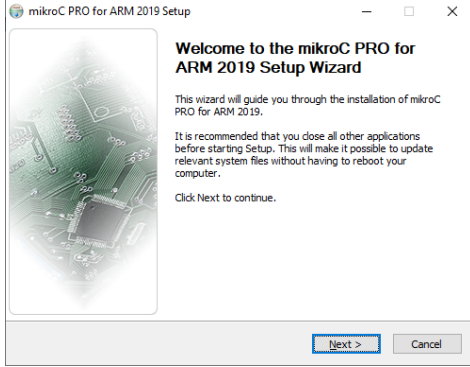 mikroC PRO for ARM 2019 Setup
Welcome to the mikroC PRO for
ARM 2019 Setup Wizard
This wizard will guide you through the installation of mikroC
PRO for ARM 2019.
It is recommended that you close all other applications
before starting Setup. This will make it possible to update
relevant system files without having to reboot your
computer.
Click Next to continue.
Next >
Cancel